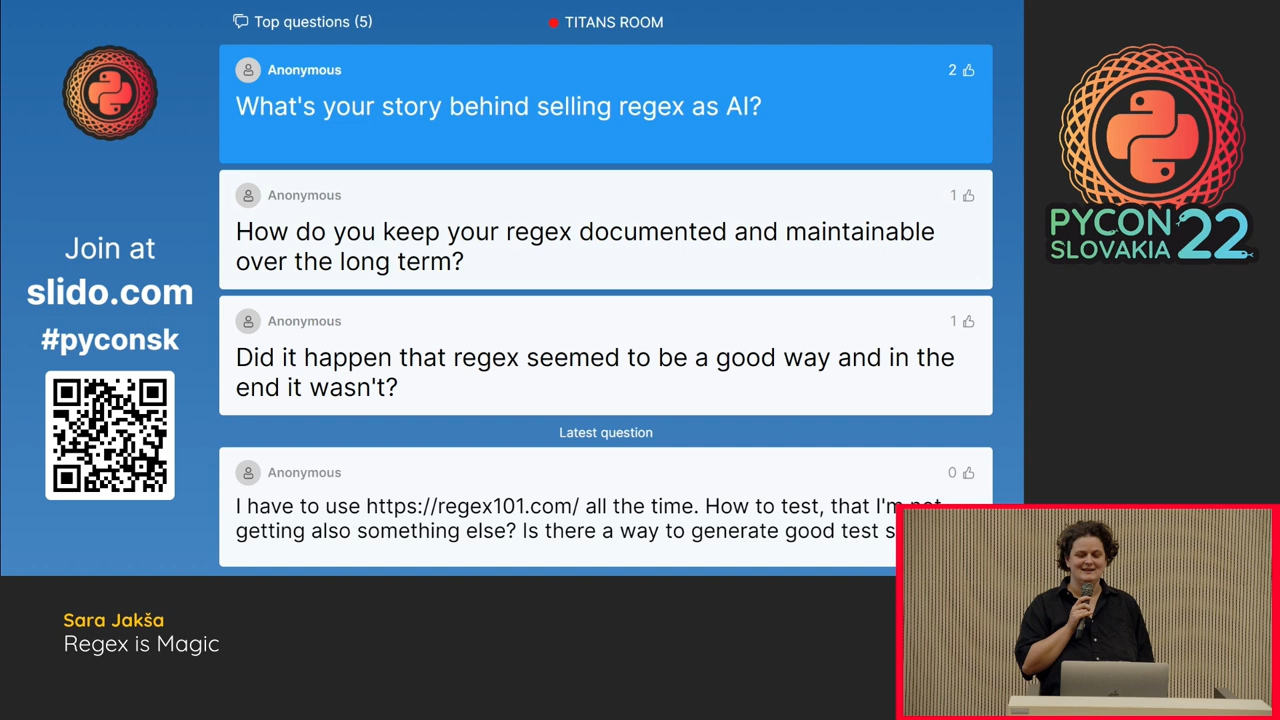 Top questions (5)
TITANS ROOM
Anonymous
2
What's your story behind selling regex as AI?
Anonymous
1
How do you keep your regex documented and maintainable
over the long term?
Anonymous
1
Did it happen that regex seemed to be a good way and in the
end it wasn't?
Latest question
Anonymous
0
I have to use https://regex101.com/ all the time. How to test, that I'm not
getting also something else? Is there a way to generate good test
Join at
slido.com
#pyconsk
PYCON
SLOVAKIA
22
Sara Jakša
Regex is Magic